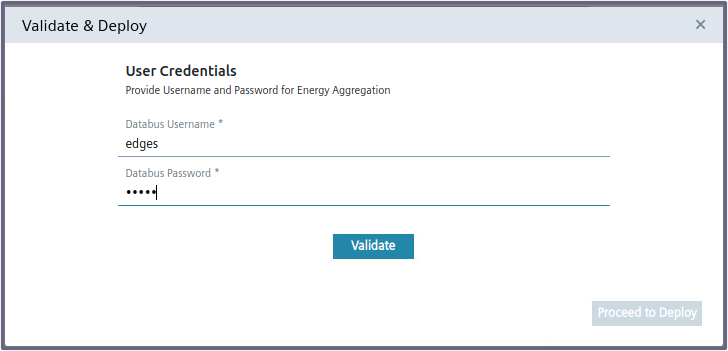 Validate & Deploy
User Credentials
Provide Username and Password for Energy Aggregation
Databus Username *
edges
Databus Password *
•••••
Validate
Proceed to Deploy